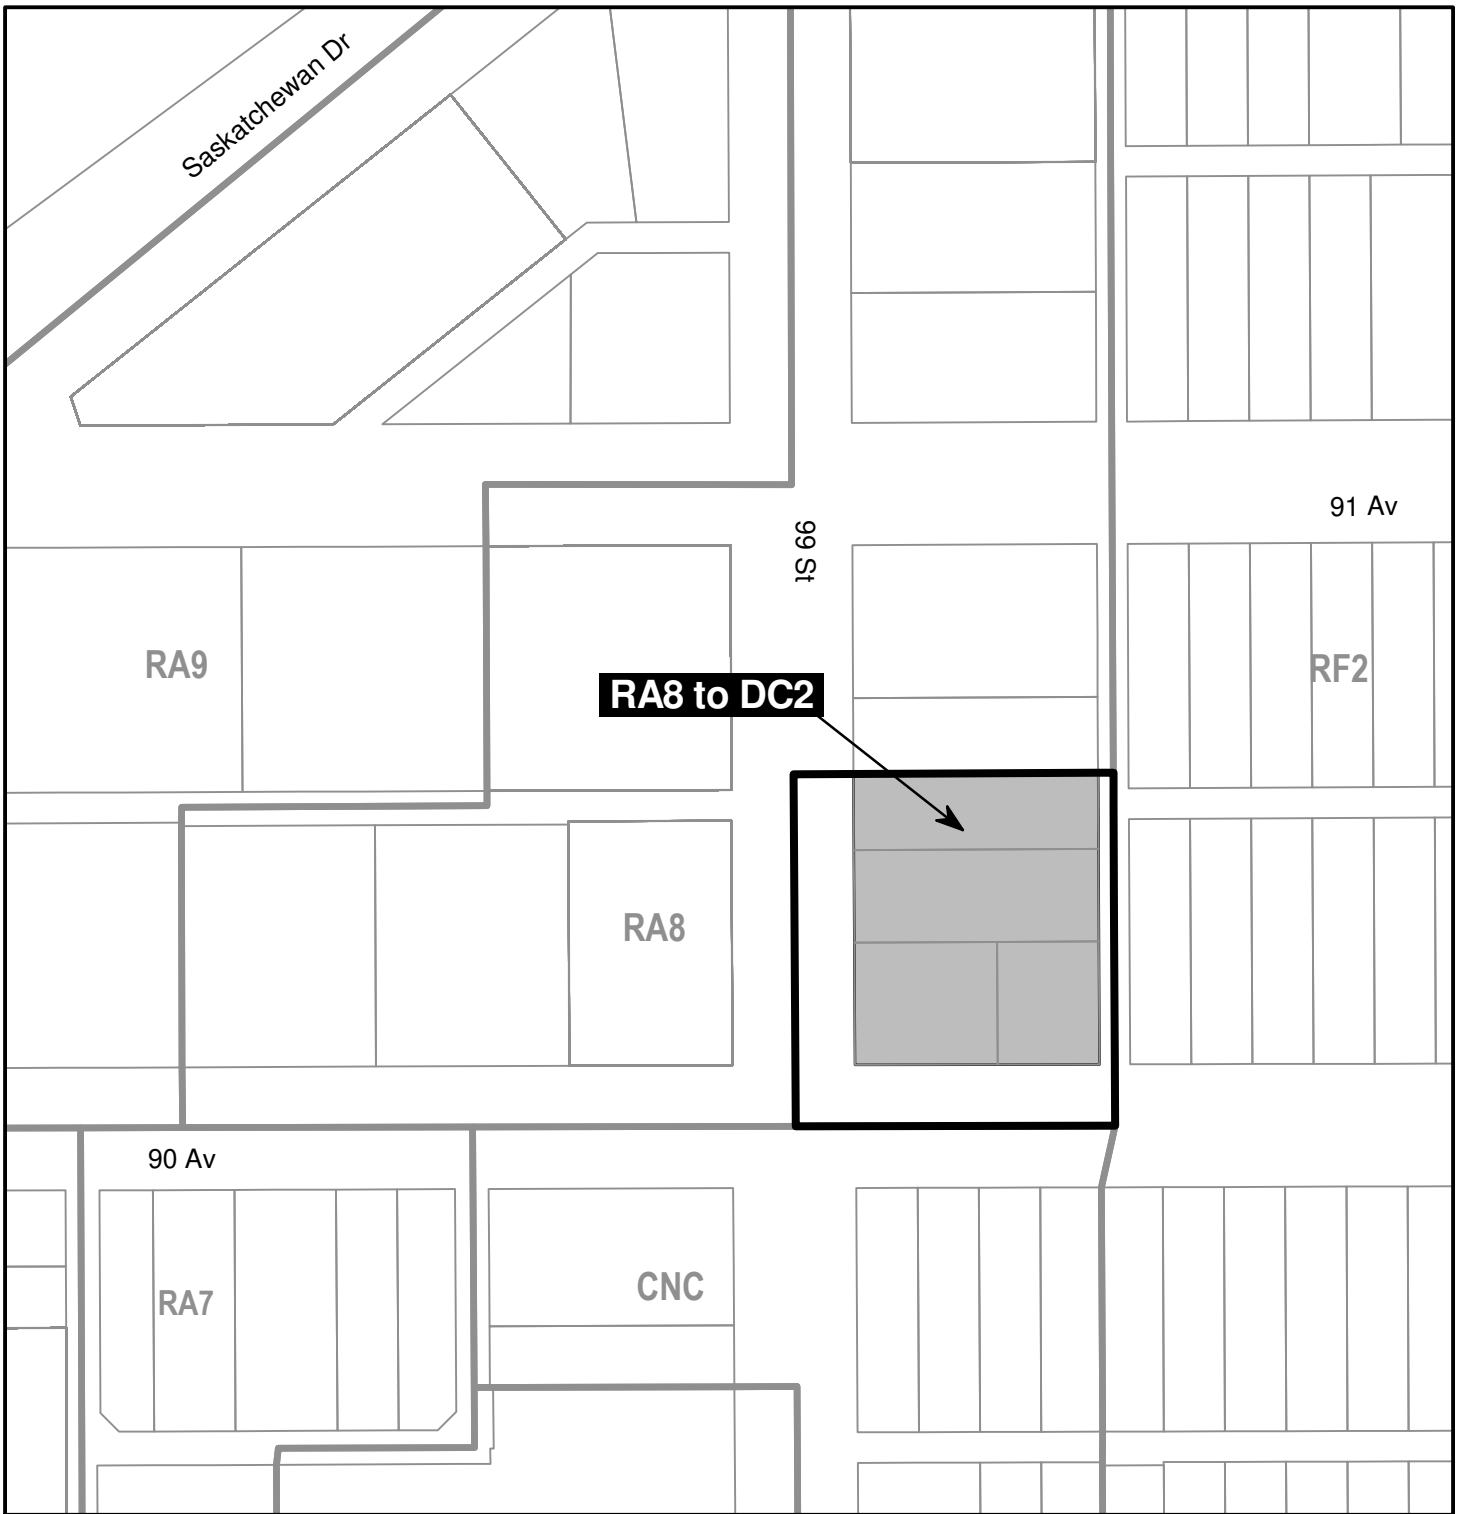 Saskatchewan Dr
91 Av
99 St
RA9
RF2
RA8 to DC2
RA8
90 Av
CNC
RA7